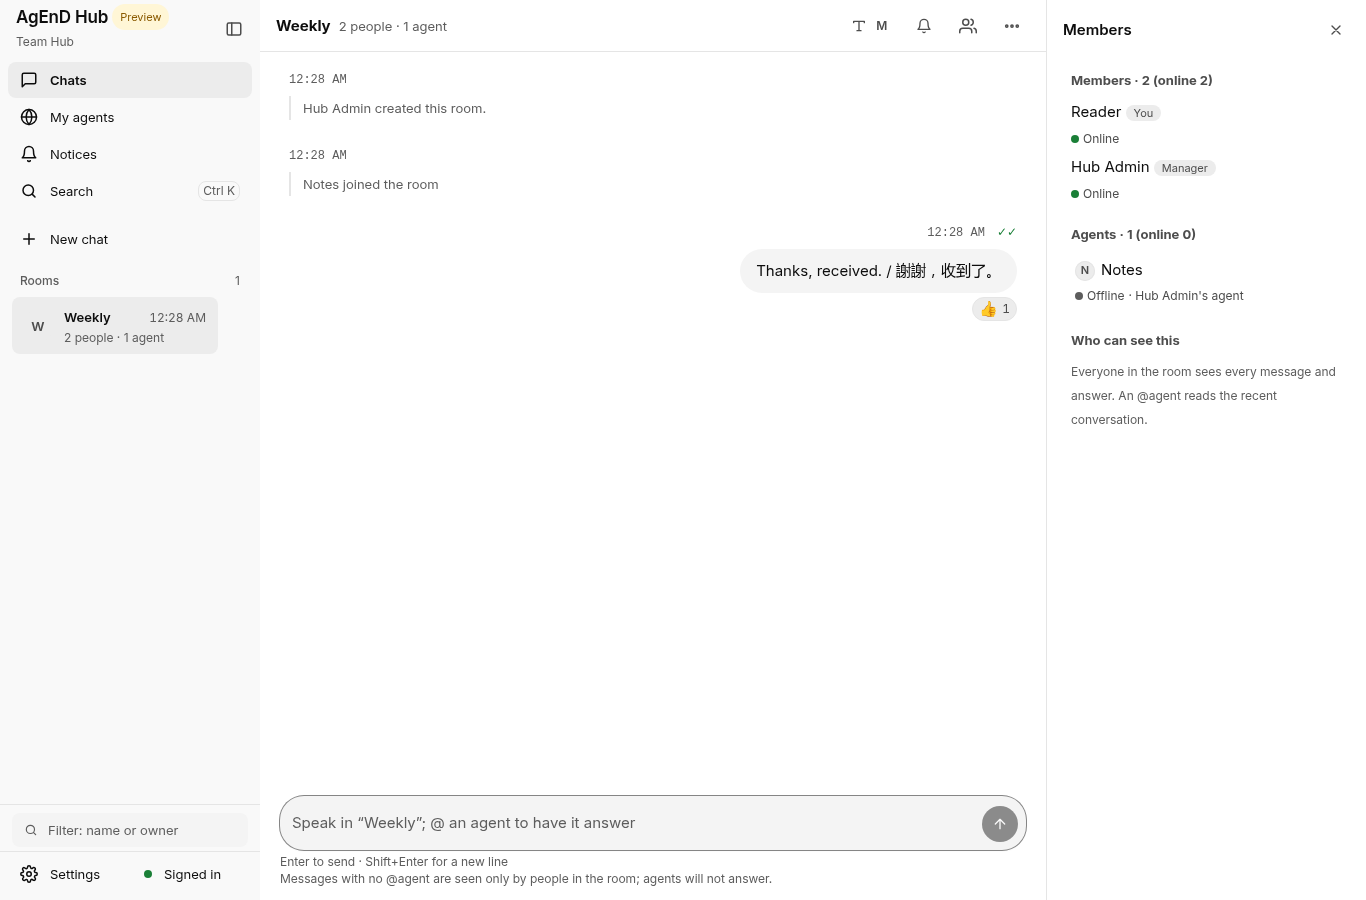 AgEnD Hub Preview
Team Hub
Chats
My agents
Notices
Search Ctrl K
New chat
Rooms 1
W Weekly 12:28 AM
2 people · 1 agent
Filter: name or owner
Settings Signed in
Weekly 2 people · 1 agent
T M
12:28 AM
Hub Admin created this room.
12:28 AM
Notes joined the room
12:28 AM ✓✓
Thanks, received. / 謝謝，收到了。
👍 1
Speak in “Weekly”; @ an agent to have it answer
Enter to send · Shift+Enter for a new line
Messages with no @agent are seen only by people in the room; agents will not answer.
Members
Members · 2 (online 2)
Reader You
Online
Hub Admin Manager
Online
Agents · 1 (online 0)
N Notes
Offline · Hub Admin's agent
Who can see this
Everyone in the room sees every message and
answer. An @agent reads the recent
conversation.